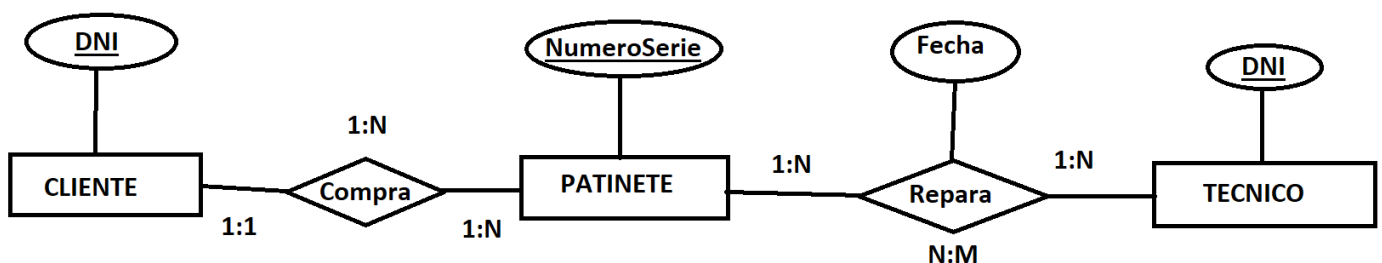 DNI
NumeroSerie
Fecha
DNI
1:N
1:N
1:N
CLIENTE
Compra
PATINETE
Repara
TECNICO
1:1
1:N
N:M